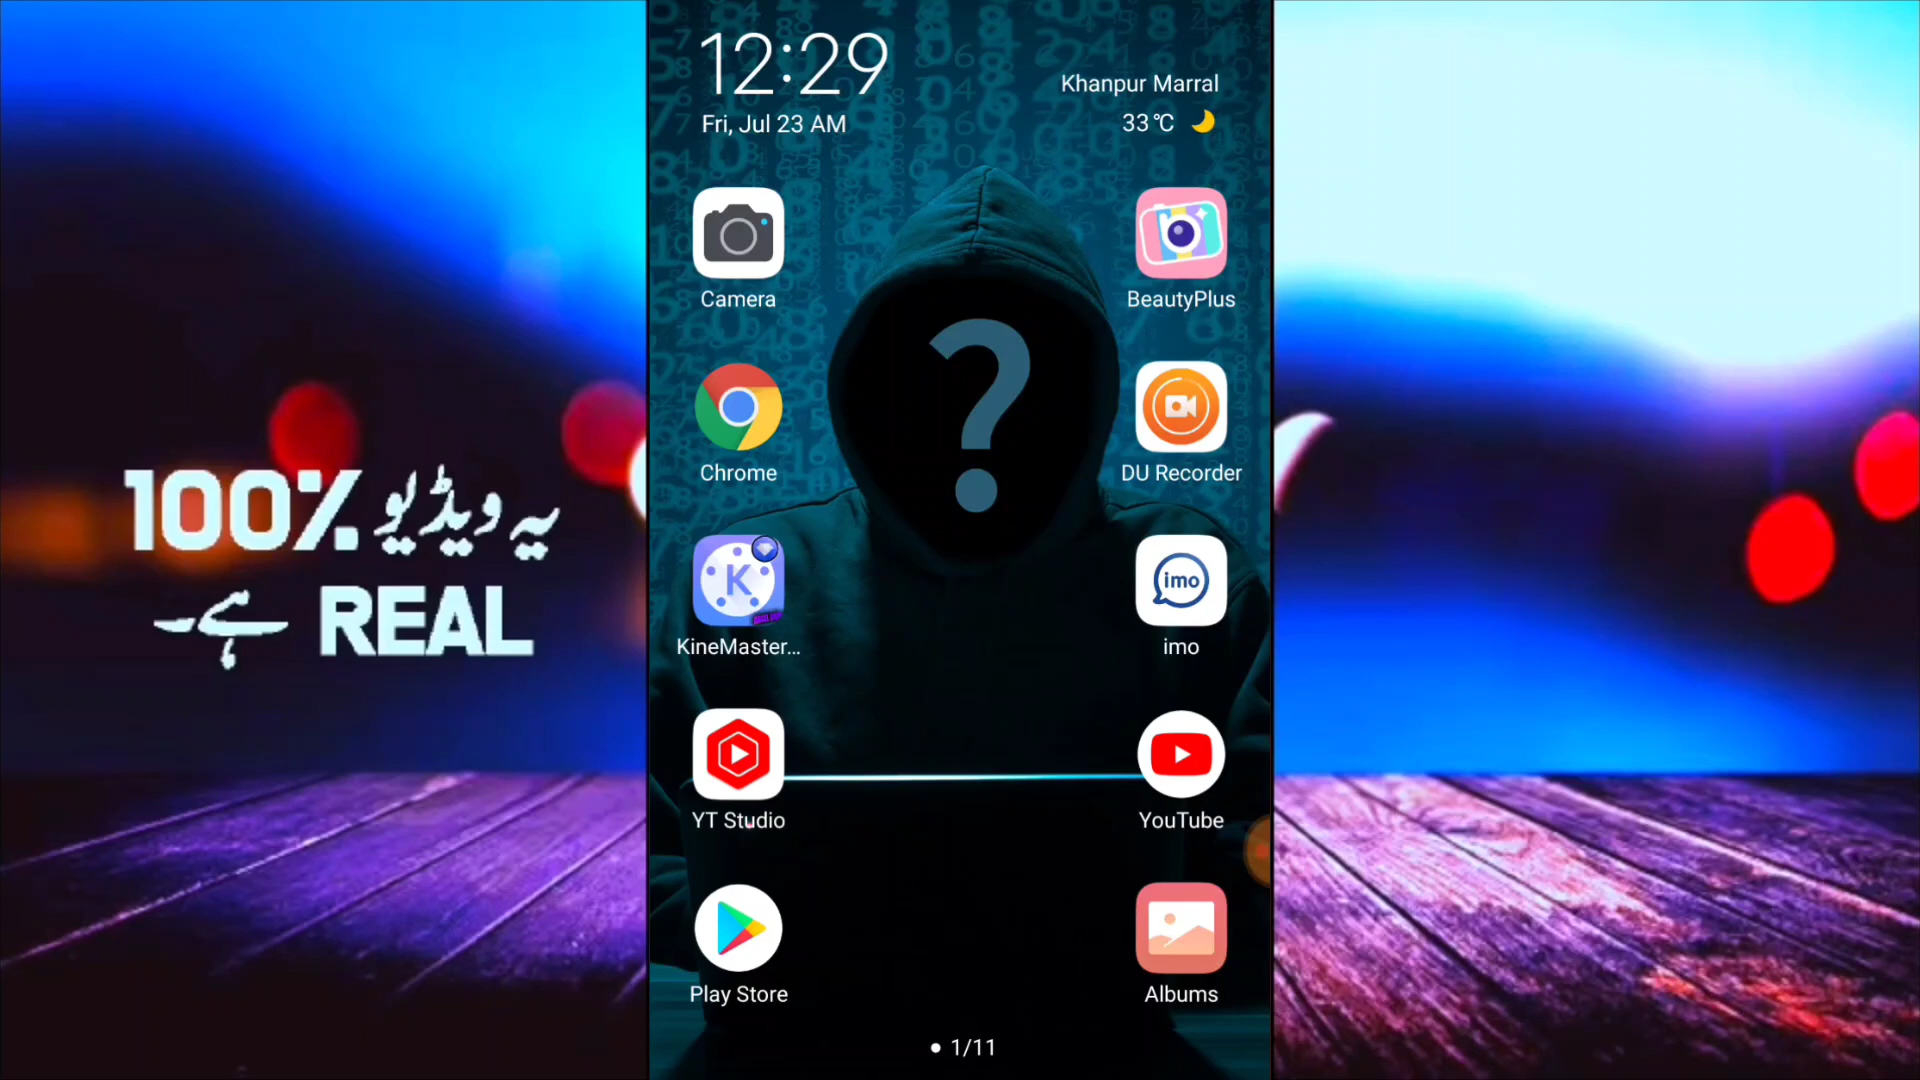 یہ ویڈیو 100%
REAL ہے۔
12:29
Fri, Jul 23 AM
Khanpur Marral
33℃
Camera
BeautyPlus
Chrome
DU Recorder
K
imo
KineMaster...
imo
YT Studio
YouTube
Play Store
Albums
1/11